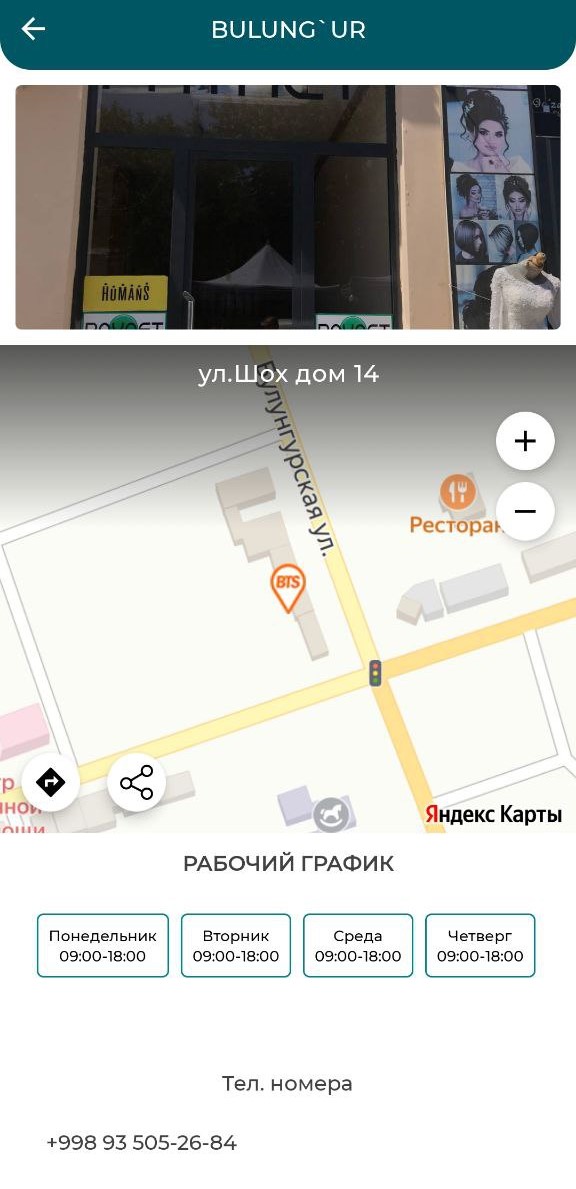 BULUNG`UR
HUMANS
ул.Шох дом 14
Булунгурская ул.
Ресторан
BTS
Яндекс Карты
РАБОЧИЙ ГРАФИК
Понедельник
09:00-18:00
Вторник
09:00-18:00
Среда
09:00-18:00
Четверг
09:00-18:00
Тел. номера
+998 93 505-26-84